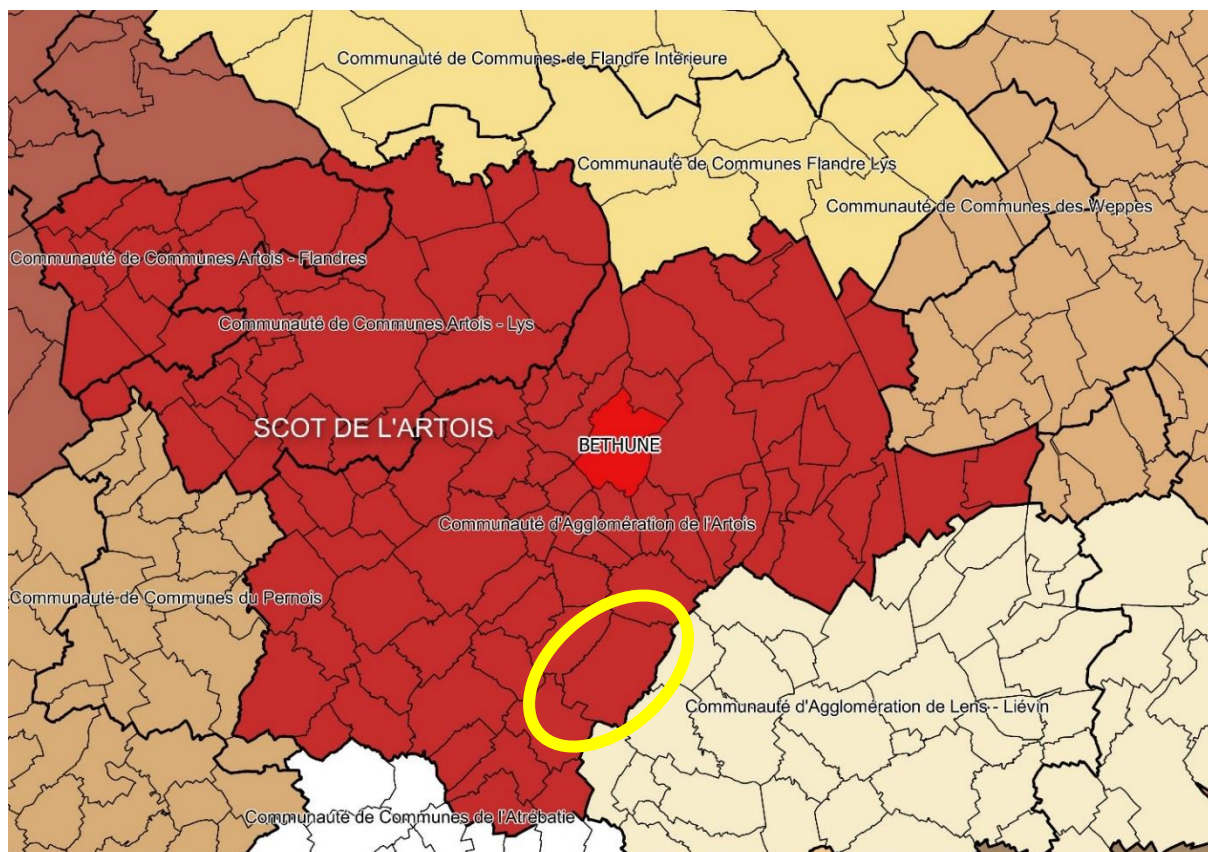 Communauté de Communes de Flandre Intérieure
Communauté de Communes Flandre Lys
Communauté de Communes des Weppes
Communauté de Communes Artois - Flandres
Communauté de Communes Artois - Lys
SCOT DE L'ARTOIS
BETHUNE
Communauté d'Agglomération de l'Artois
Communauté de Communes du Pernois
Communauté d'Agglomération de Lens - Liévin
Communauté de Communes de l'Atrébatie